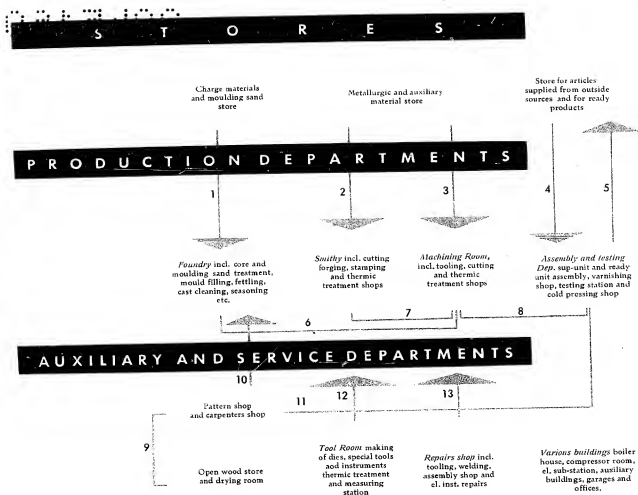 STORES
Charge materials
and moulding sand
store
Metallurgic and auxiliary
material store
Store for articles
supplied from outside
sources and for ready
products
PRODUCTION DEPARTMENTS
1
2
3
4
5
Foundry incl. core and
moulding sand treatment,
mould filling, fettling,
cast cleaning, seasoning
etc.
Smithy incl. cutting
forging, stamping
and thermic
treatment shops
Machining Room,
incl. tooling, cutting
and thermic
treatment shops
Assembly and testing
Dep. sup-unit and ready
unit assembly, varnishing
shop, testing station and
cold pressing shop
6
7
8
AUXILIARY AND SERVICE DEPARTMENTS
10
11
12
13
Pattern shop
and carpenters shop
9
Open wood store
and drying room
Tool Room making
of dies, special tools
aod instruments
thermic treatment
and measuring
station
Repairs shop incl.
tooling, welding,
assembly shop and
el. inst. repairs
Various buildings boiler
house, compressor room,
el. sub-station, auxiliary
buildings, garages and
offices.